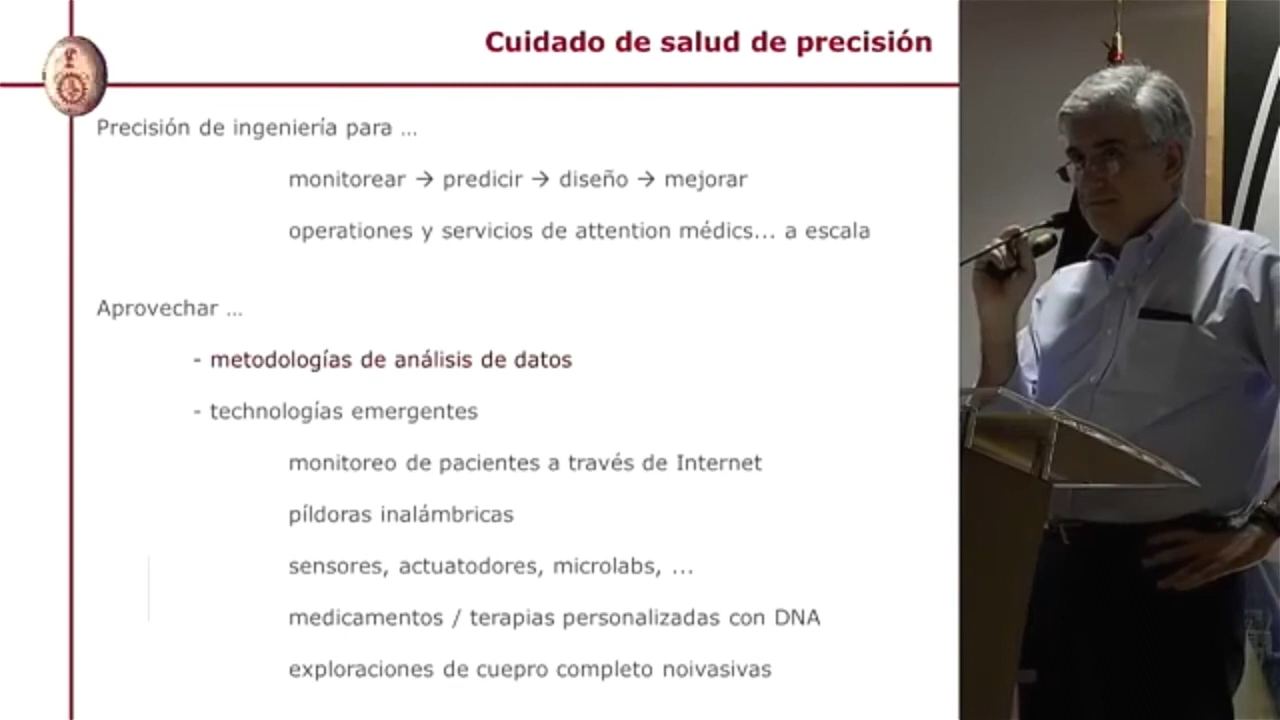 Cuidado de salud de precisión
Precisión de ingeniería para ...
monitorear → predicir → diseño → mejorar
operationes y servicios de attention médics... a escala
Aprovechar ...
- metodologías de análisis de datos
- technologías emergentes
monitoreo de pacientes a través de Internet
píldoras inalámbricas
sensores, actuatodores, microlabs, ...
medicamentos / terapias personalizadas con DNA
exploraciones de cuepro completo noivasivas